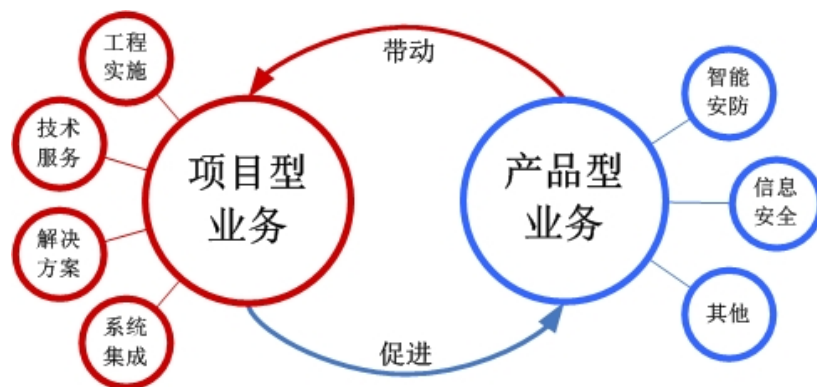 工程
实施
技术
服务
解决
方案
系统
集成
项目型
业务
带动
促进
产品型
业务
智能
安防
信息
安全
其他